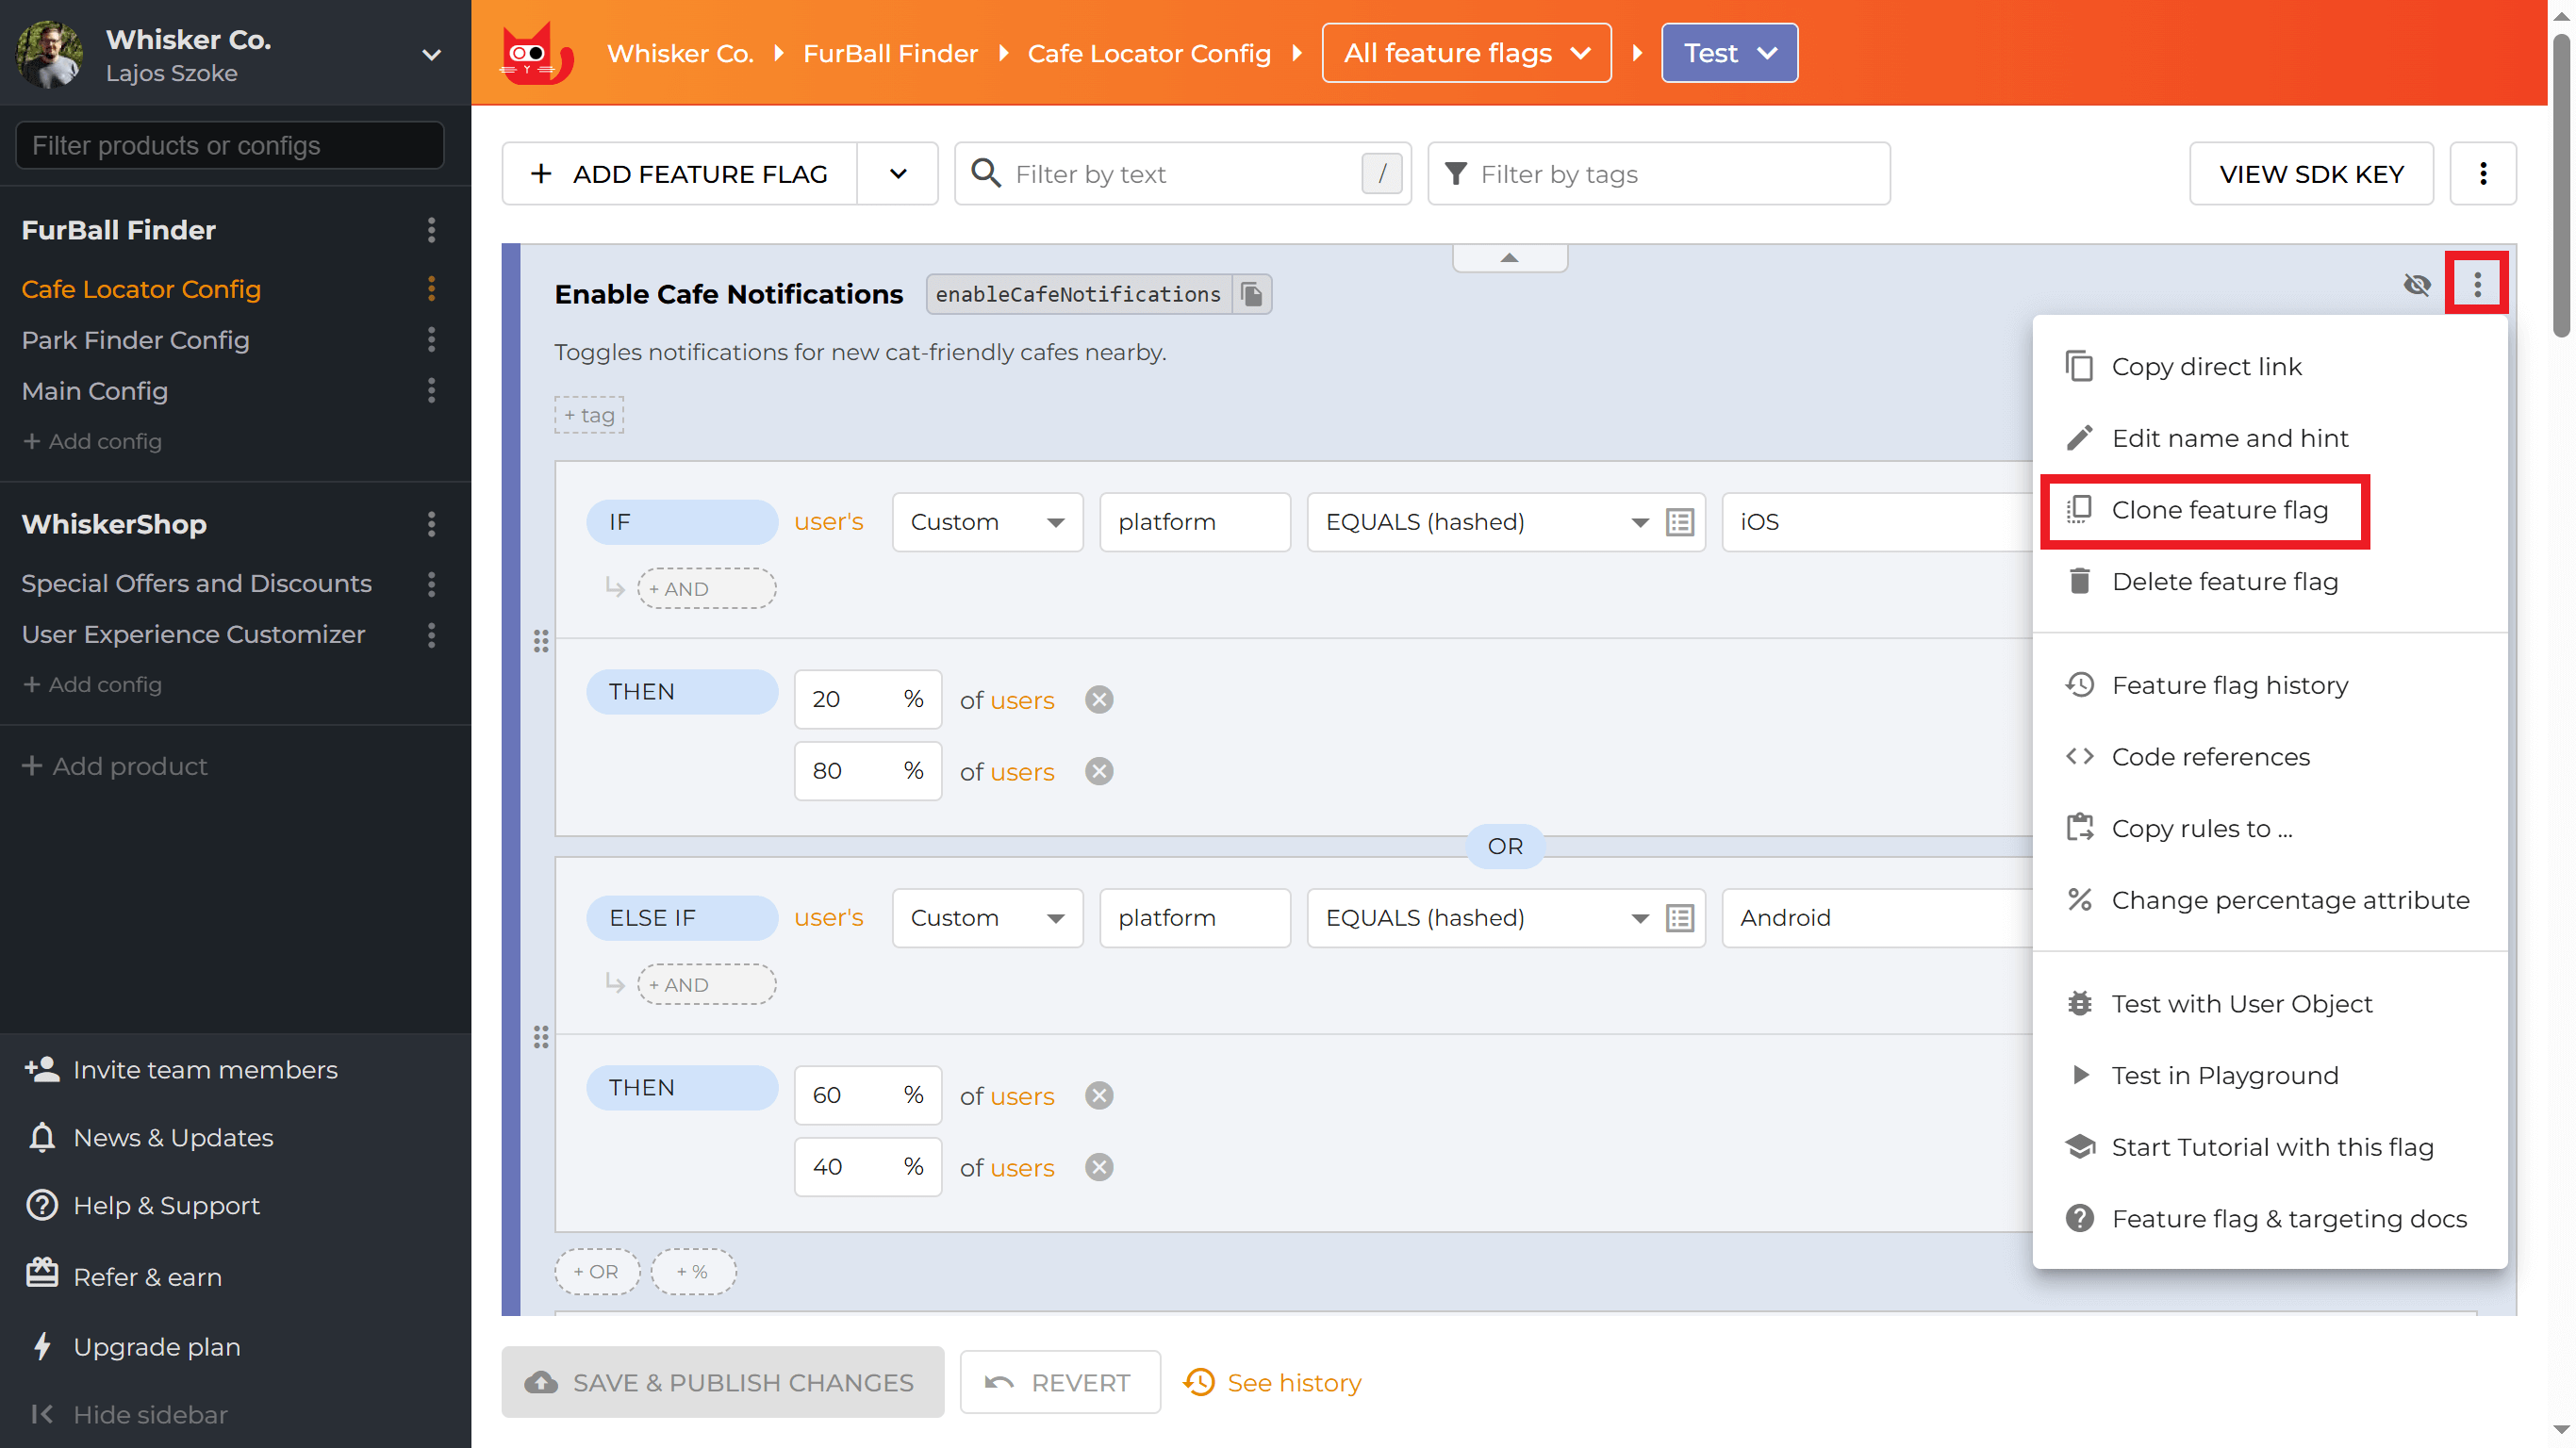 Whisker Co.
Lajos Szoke
Filter products or configs
FurBall Finder
Cafe Locator Config
Park Finder Config
Main Config
+ Add config
WhiskerShop
Special Offers and Discounts
User Experience Customizer
+ Add config
+ Add product
Invite team members
News & Updates
Help & Support
Refer & earn
Upgrade plan
Hide sidebar
Whisker Co. FurBall Finder Cafe Locator Config All feature flags Test
+ ADD FEATURE FLAG Filter by text / Filter by tags VIEW SDK KEY
Enable Cafe Notifications enableCafeNotifications
Toggles notifications for new cat-friendly cafes nearby.
+ tag
IF user's Custom platform EQUALS (hashed) iOS
+ AND
THEN 20 % of users
80 % of users
OR
ELSE IF user's Custom platform EQUALS (hashed) Android
+ AND
THEN 60 % of users
40 % of users
+ OR + %
Copy direct link
Edit name and hint
Clone feature flag
Delete feature flag
Feature flag history
Code references
Copy rules to ...
Change percentage attribute
Test with User Object
Test in Playground
Start Tutorial with this flag
Feature flag & targeting docs
SAVE & PUBLISH CHANGES REVERT See history